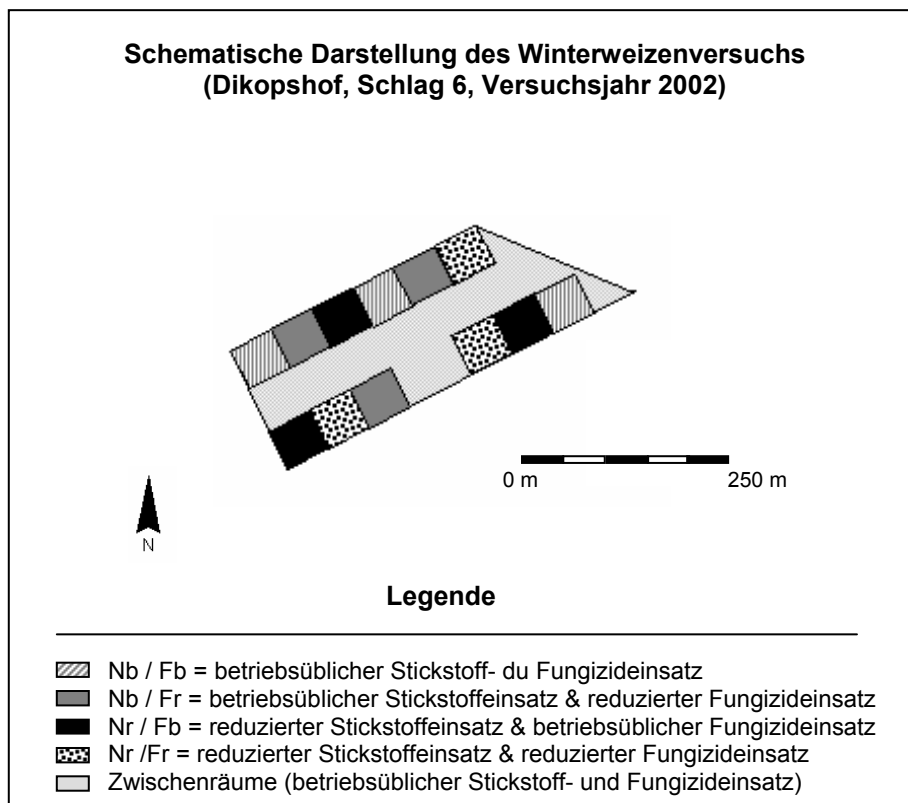 Schematische Darstellung des Winterweizenversuchs
(Dikopshof, Schlag 6, Versuchsjahr 2002)
0 m 250 m
N
Legende
Nb / Fb = betriebsüblicher Stickstoff- du Fungizideinsatz
Nb / Fr = betriebsüblicher Stickstoffeinsatz & reduzierter Fungizideinsatz
Nr / Fb = reduzierter Stickstoffeinsatz & betriebsüblicher Fungizideinsatz
Nr /Fr = reduzierter Stickstoffeinsatz & reduzierter Fungizideinsatz
Zwischenräume (betriebsüblicher Stickstoff- und Fungizideinsatz)